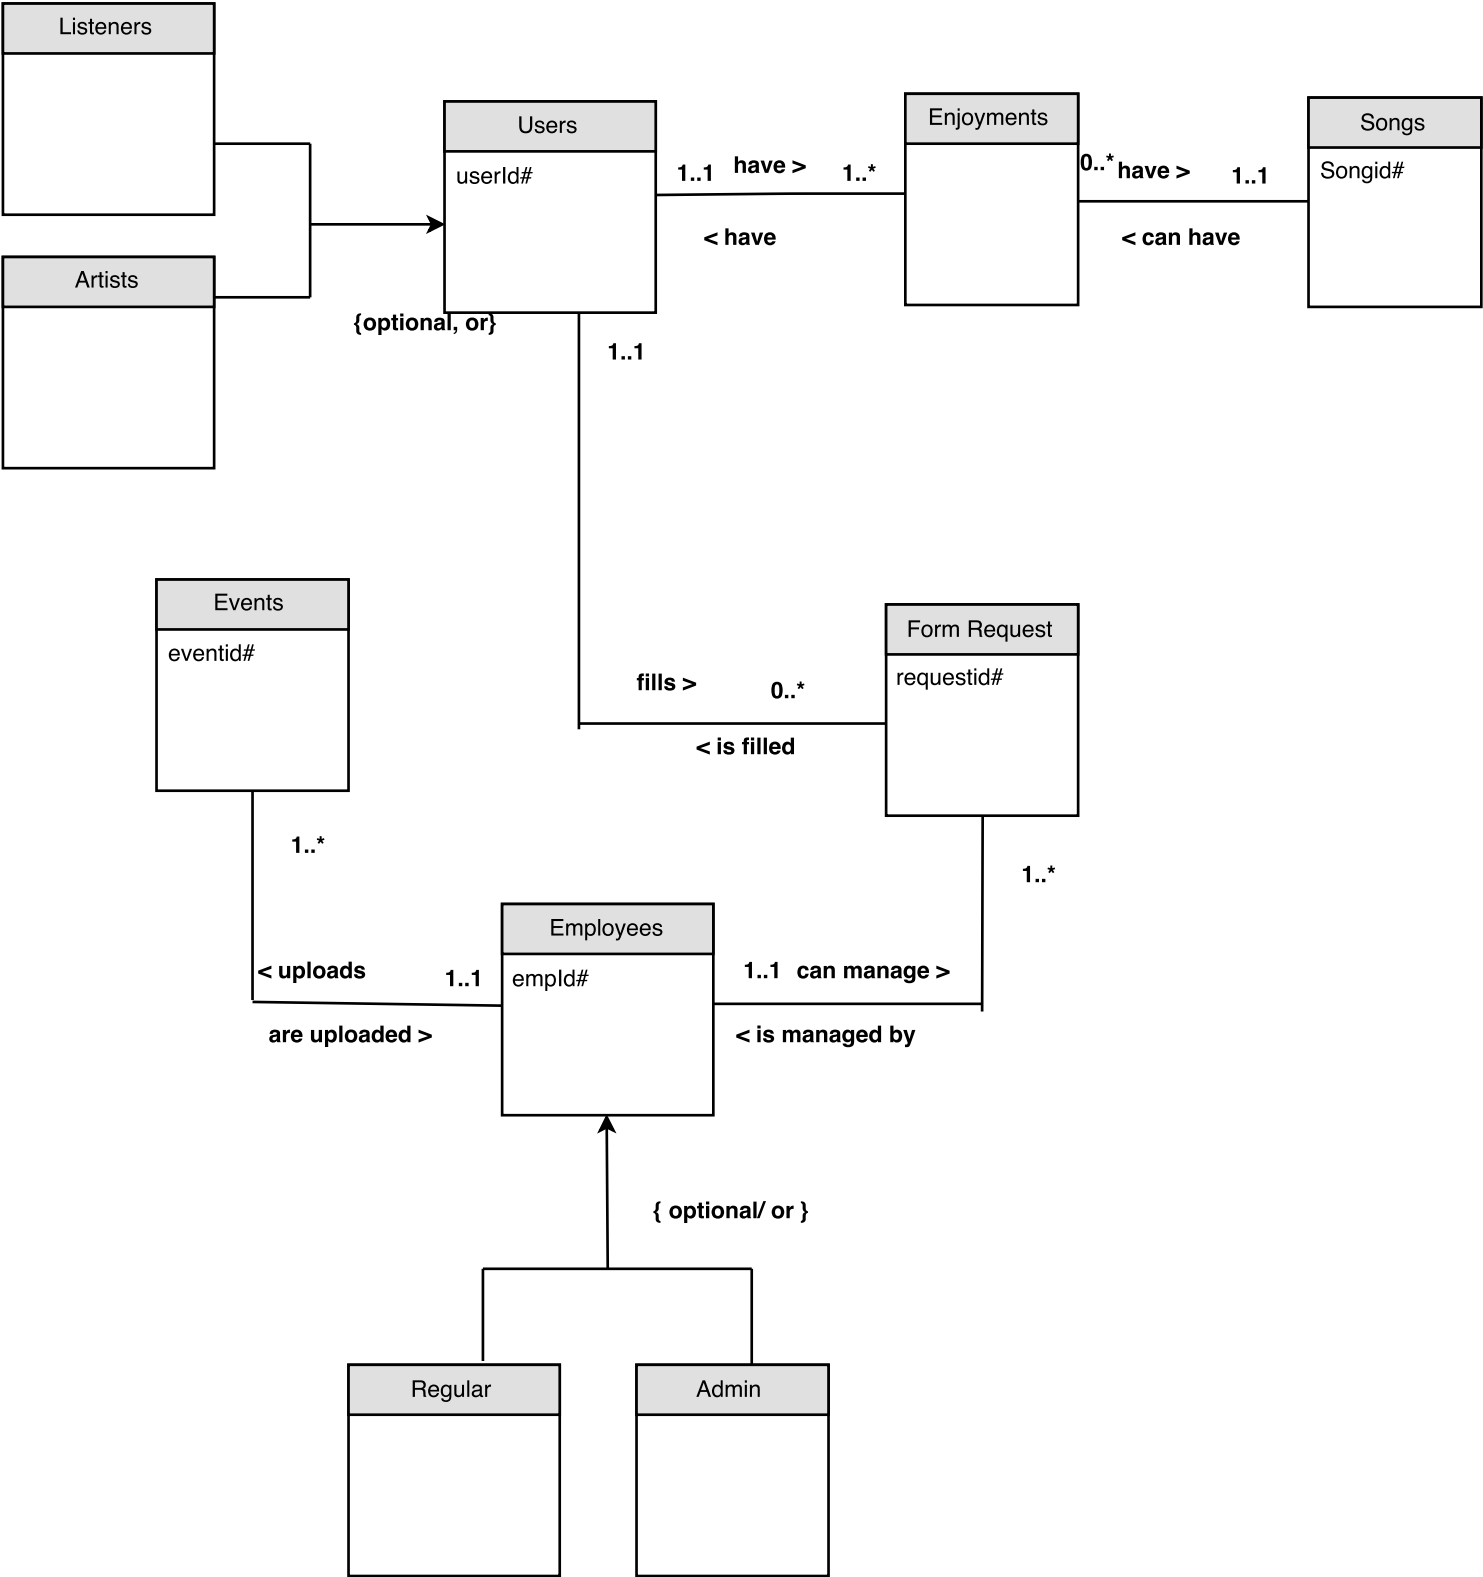 Listeners
Users
userId#
Enjoyments
Songs
Songid#
1..1
have >
1..*
< have
0..*
have >
1..1
< can have
Artists
{optional, or}
1..1
Events
eventid#
Form Request
requestid#
fills >
0..*
< is filled
1..*
1..*
Employees
empId#
< uploads
1..1
are uploaded >
1..1
can manage >
< is managed by
{ optional/ or }
Regular
Admin